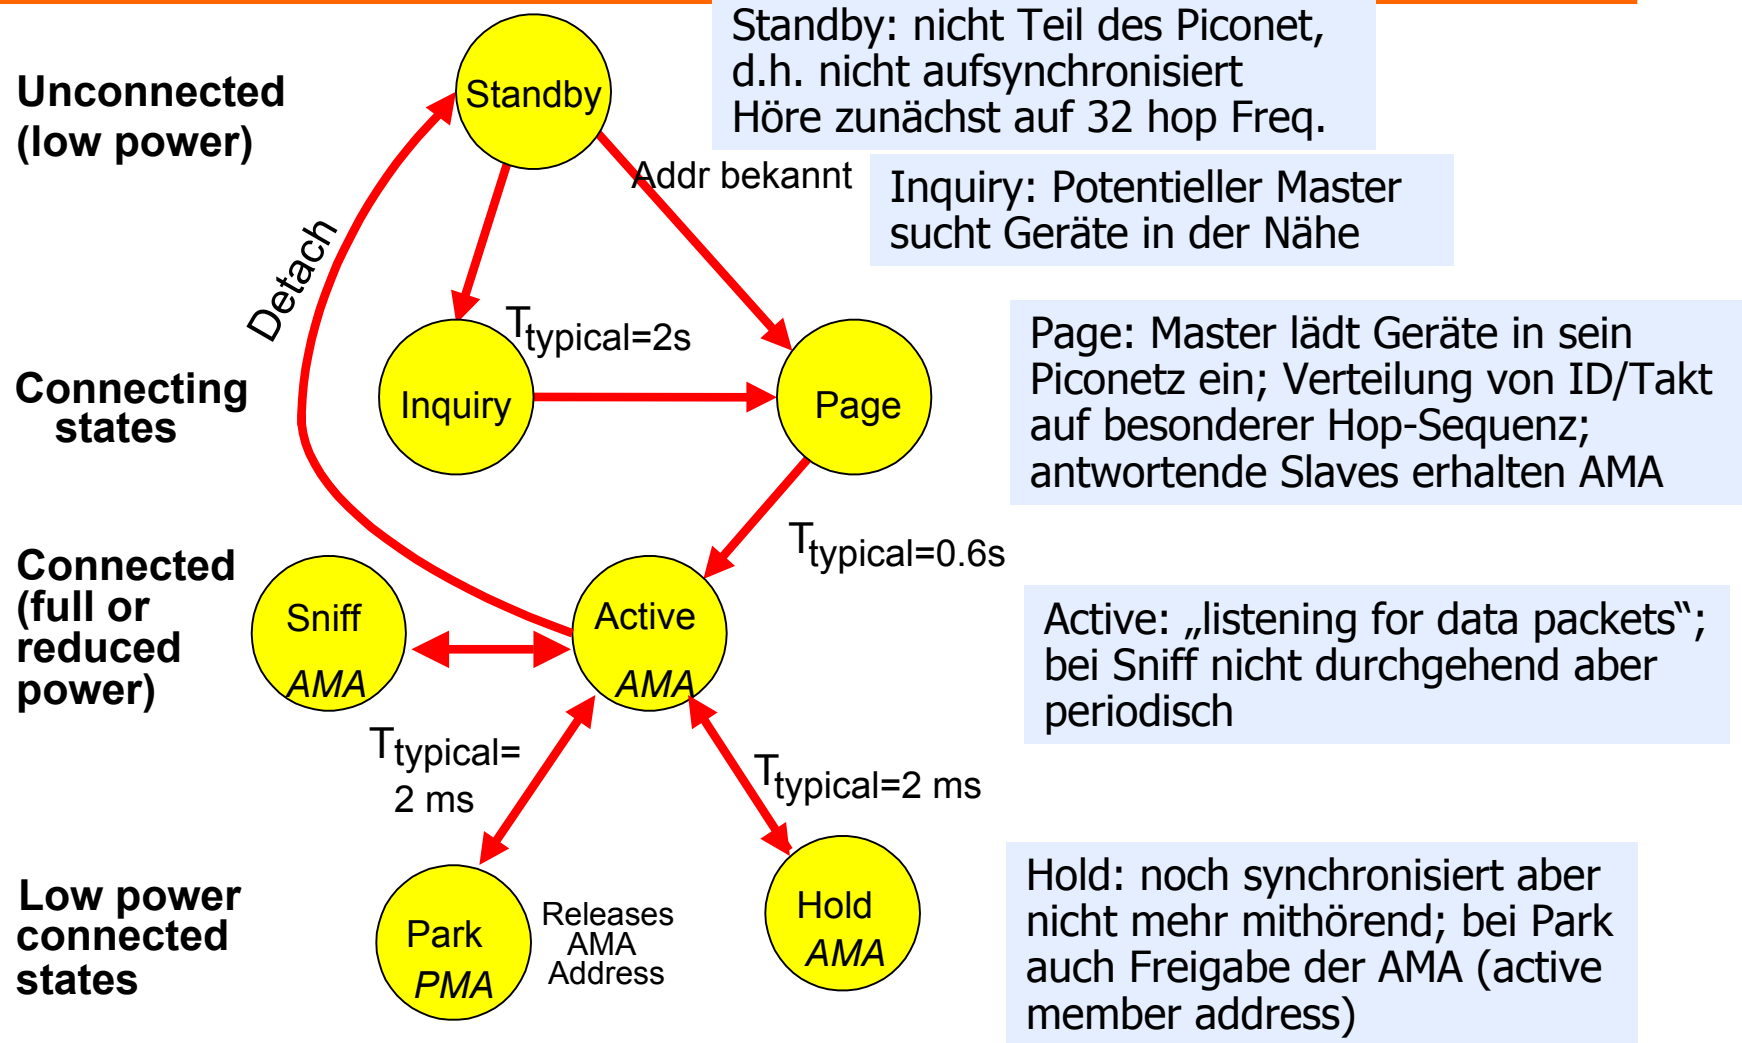 Standby: nicht Teil des Piconet,
d.h. nicht aufsynchronisiert
Höre zunächst auf 32 hop Freq.
Unconnected
(low power)
Standby
Addr bekannt
Inquiry: Potentieller Master
sucht Geräte in der Nähe
Detach
Ttypical=2s
Connecting
states
Inquiry
Page
Page: Master lädt Geräte in sein
Piconetz ein; Verteilung von ID/Takt
auf besonderer Hop-Sequenz;
antwortende Slaves erhalten AMA
Ttypical=0.6s
Connected
(full or
reduced
power)
Sniff
AMA
Active
AMA
Active: „listening for data packets“;
bei Sniff nicht durchgehend aber
periodisch
Ttypical=
2 ms
Ttypical=2 ms
Low power
connected
states
Park
PMA
Releases
AMA
Address
Hold
AMA
Hold: noch synchronisiert aber
nicht mehr mithörend; bei Park
auch Freigabe der AMA (active
member address)